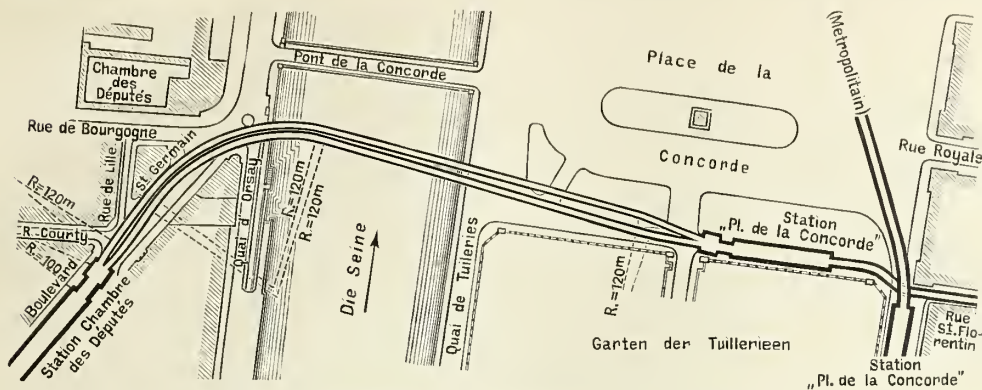 Chambre
des
Députés
Pont de la Concorde
Place de la
Concorde
(Metropolitain)
Rue Royale
Rue de Bourgogne
Rue de Lille
St Germain
R=120m
R. Courty
R=100
Boulevard
Station Chambre
des Députés
Quai d'Orsay
R=120m
R.=120m
Die Seine
Quai de Tuileries
R.=120m
Station
„Pl. de la Concorde"
Garten der Tuillerieen
Rue
St. Flo-
rentin
Station
„Pl. de la Concorde"